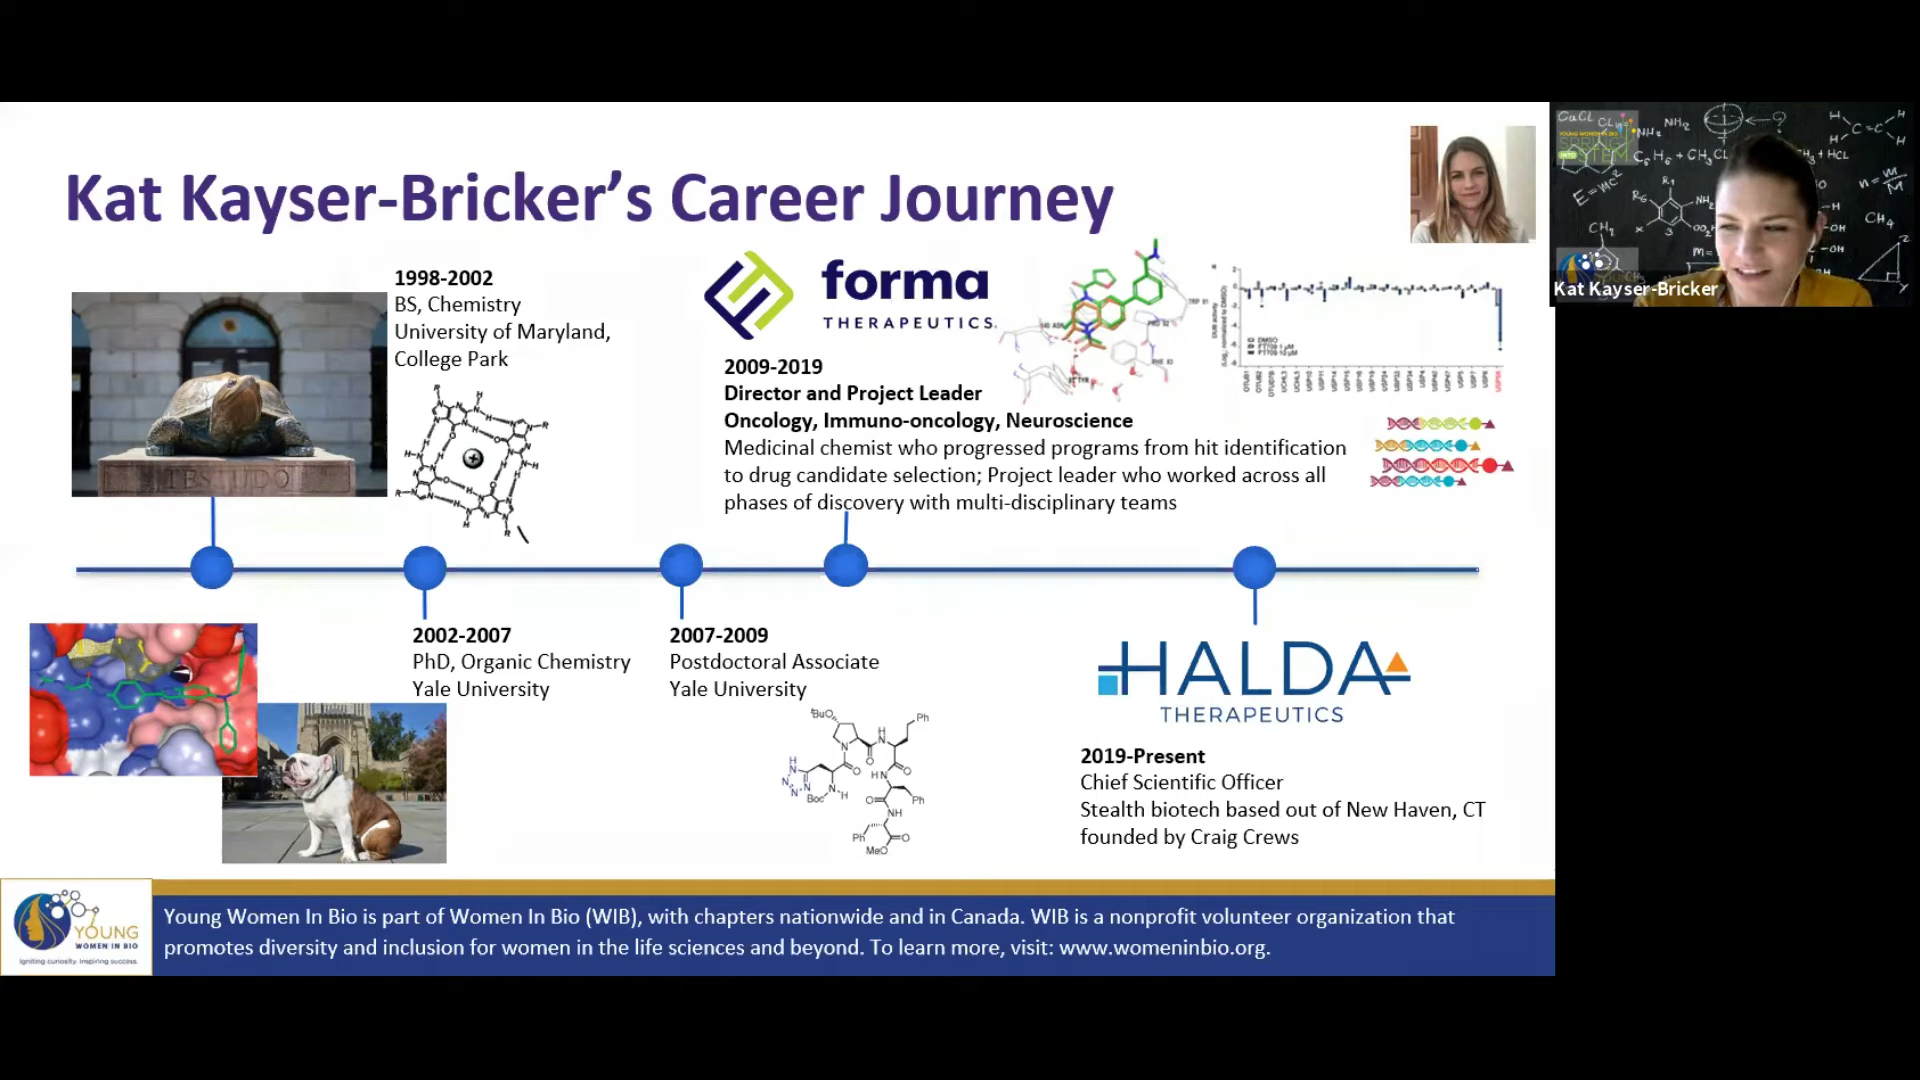 Kat Kayser-Bricker's Career Journey
1998-2002
BS, Chemistry
University of Maryland,
College Park
TESTUDO
forma
THERAPEUTICS.
2009-2019
Director and Project Leader
Oncology, Immuno-oncology, Neuroscience
Medicinal chemist who progressed programs from hit identification
to drug candidate selection; Project leader who worked across all
phases of discovery with multi-disciplinary teams
2002-2007
PhD, Organic Chemistry
Yale University
2007-2009
Postdoctoral Associate
Yale University
HALDA
THERAPEUTICS
2019-Present
Chief Scientific Officer
Stealth biotech based out of New Haven, CT
founded by Craig Crews
YOUNG
WOMEN IN BIO
Igniting curiosity. Inspiring success.
Young Women In Bio is part of Women In Bio (WIB), with chapters nationwide and in Canada. WIB is a nonprofit volunteer organization that
promotes diversity and inclusion for women in the life sciences and beyond. To learn more, visit: www.womeninbio.org.
Kat Kayser-Bricker